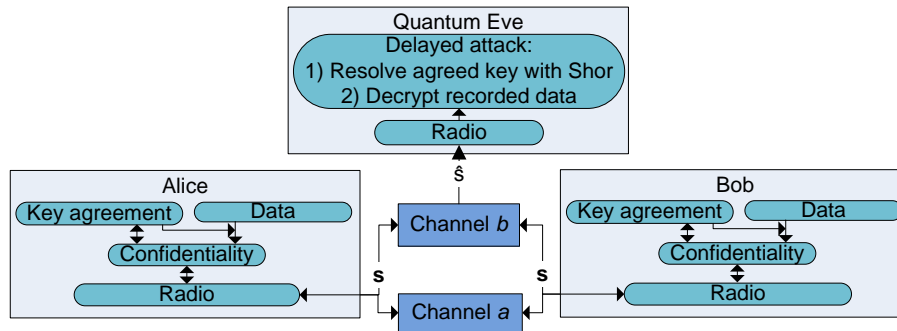 Quantum Eve
Delayed attack:
1) Resolve agreed key with Shor
2) Decrypt recorded data
Radio
ŝ
Alice
Key agreement
Data
Confidentiality
Radio
Channel b
s
s
Channel a
Bob
Key agreement
Data
Confidentiality
Radio